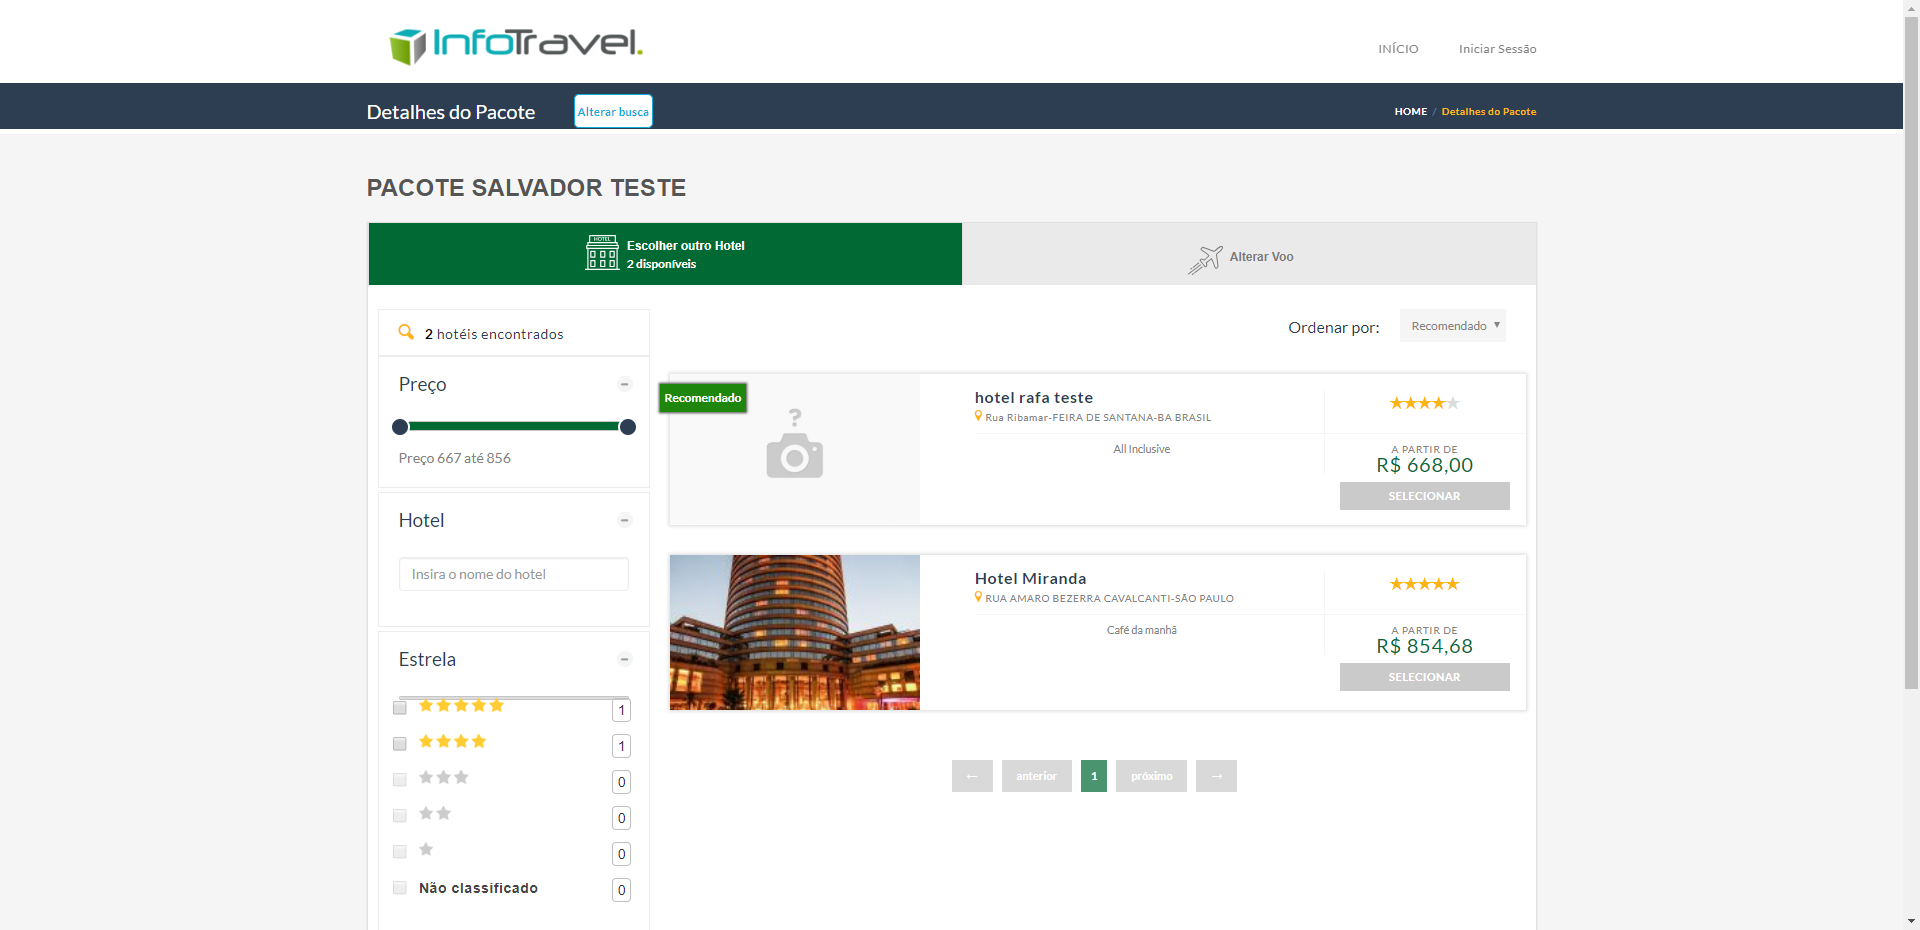 InfoTravel.
INÍCIO
Iniciar Sessão
Detalhes do Pacote
Alterar busca
HOME / Detalhes do Pacote
PACOTE SALVADOR TESTE
HOTEL
Escolher outro Hotel
2 disponíveis
Alterar Voo
2 hotéis encontrados
Preço
Preço 667 até 856
Hotel
Insira o nome do hotel
Estrela
1
1
0
0
0
Não classificado
0
Ordenar por:
Recomendado
Recomendado
?
hotel rafa teste
Rua Ribamar-FEIRA DE SANTANA-BA BRASIL
All Inclusive
A PARTIR DE
R$ 668,00
SELECIONAR
Hotel Miranda
RUA AMARO BEZERRA CAVALCANTI-SÃO PAULO
Café da manhã
A PARTIR DE
R$ 854,68
SELECIONAR
← anterior 1 próximo →